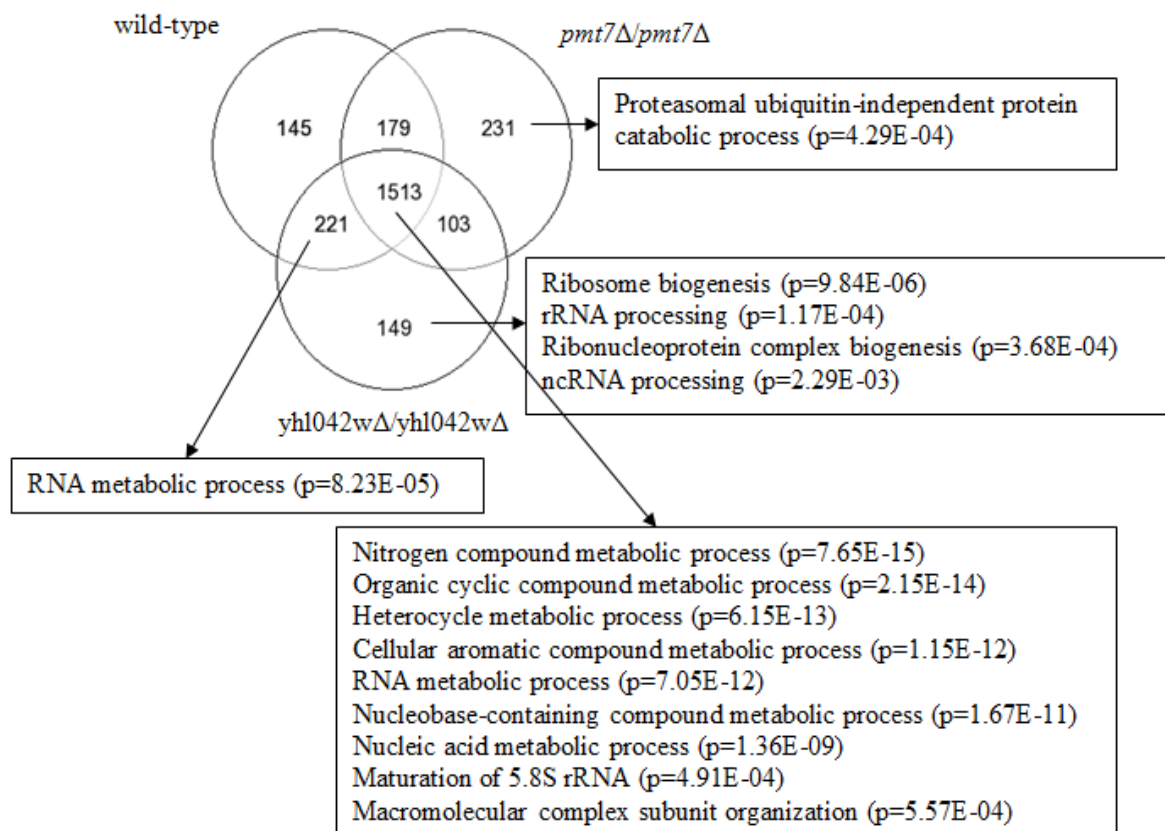 wild-type
pmt7Δ/pmt7Δ
145
179
231
1513
221
103
149
yhl042wΔ/yhl042wΔ
Proteasomal ubiquitin-independent protein
catabolic process (p=4.29E-04)
Ribosome biogenesis (p=9.84E-06)
rRNA processing (p=1.17E-04)
Ribonucleoprotein complex biogenesis (p=3.68E-04)
ncRNA processing (p=2.29E-03)
RNA metabolic process (p=8.23E-05)
Nitrogen compound metabolic process (p=7.65E-15)
Organic cyclic compound metabolic process (p=2.15E-14)
Heterocycle metabolic process (p=6.15E-13)
Cellular aromatic compound metabolic process (p=1.15E-12)
RNA metabolic process (p=7.05E-12)
Nucleobase-containing compound metabolic process (p=1.67E-11)
Nucleic acid metabolic process (p=1.36E-09)
Maturation of 5.8S rRNA (p=4.91E-04)
Macromolecular complex subunit organization (p=5.57E-04)